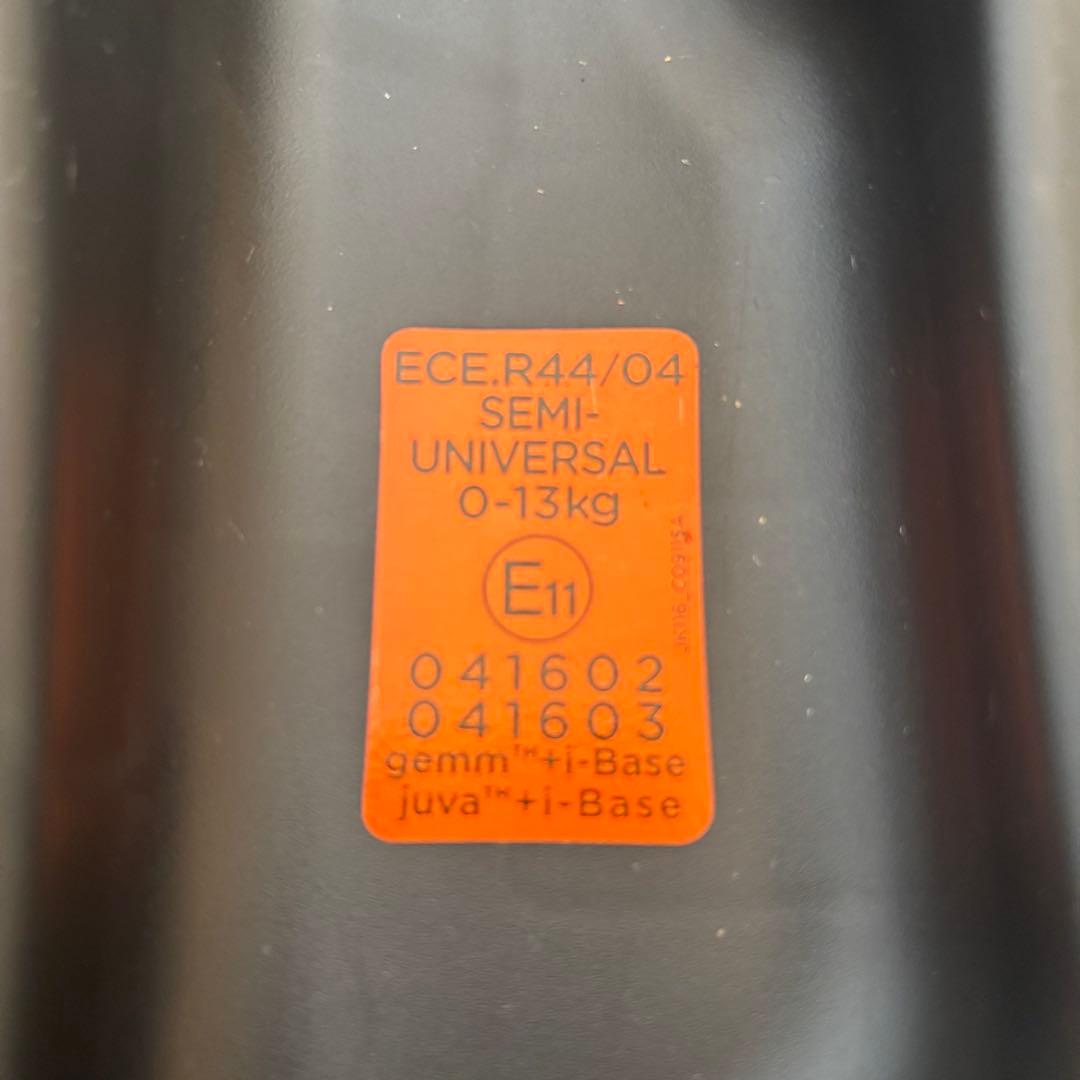 ECE.R44/04
SEMI-
UNIVERSAL
0-13kg
E11
041602
041603
gemm™+i-Base
juva™+i-Base